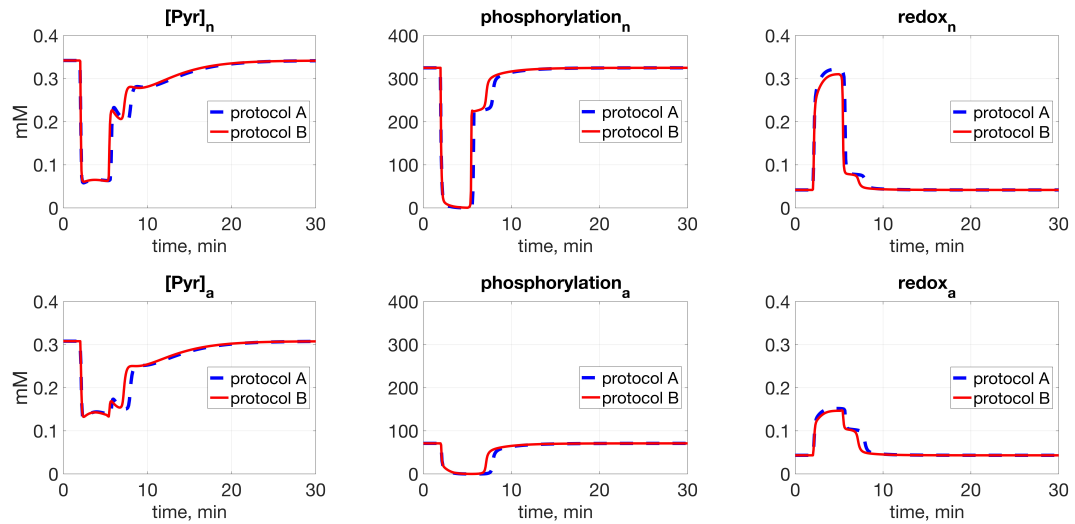 [Pyr]n
phosphorylation n
redox n
0.4
0.3
0.2
0.1
0
mM
protocol A
protocol B
0 10 20 30
time, min
400
300
200
100
0
protocol A
protocol B
0 10 20 30
time, min
0.4
0.3
0.2
0.1
0
protocol A
protocol B
0 10 20 30
time, min
[Pyr]a
phosphorylation a
redox a
0.4
0.3
0.2
0.1
0
mM
protocol A
protocol B
0 10 20 30
time, min
400
300
200
100
0
protocol A
protocol B
0 10 20 30
time, min
0.4
0.3
0.2
0.1
0
protocol A
protocol B
0 10 20 30
time, min